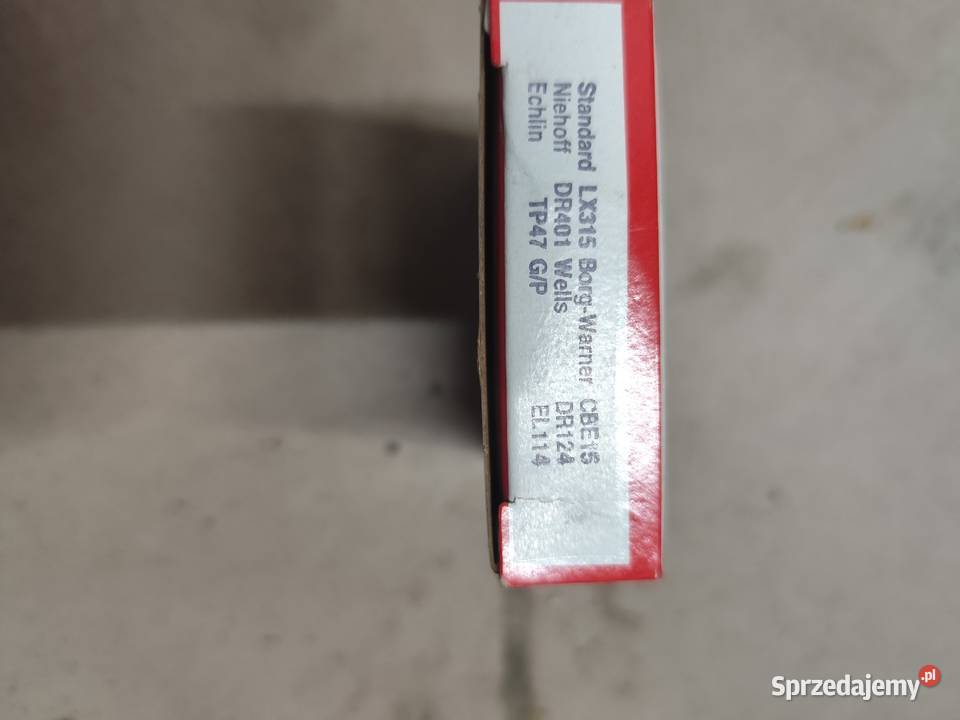 Standard LX315 Borg-Warner CBE15
Niehoff DR401 Wells DR124
Echlin TP47 G/P EL114
Sprzedajemy.pl